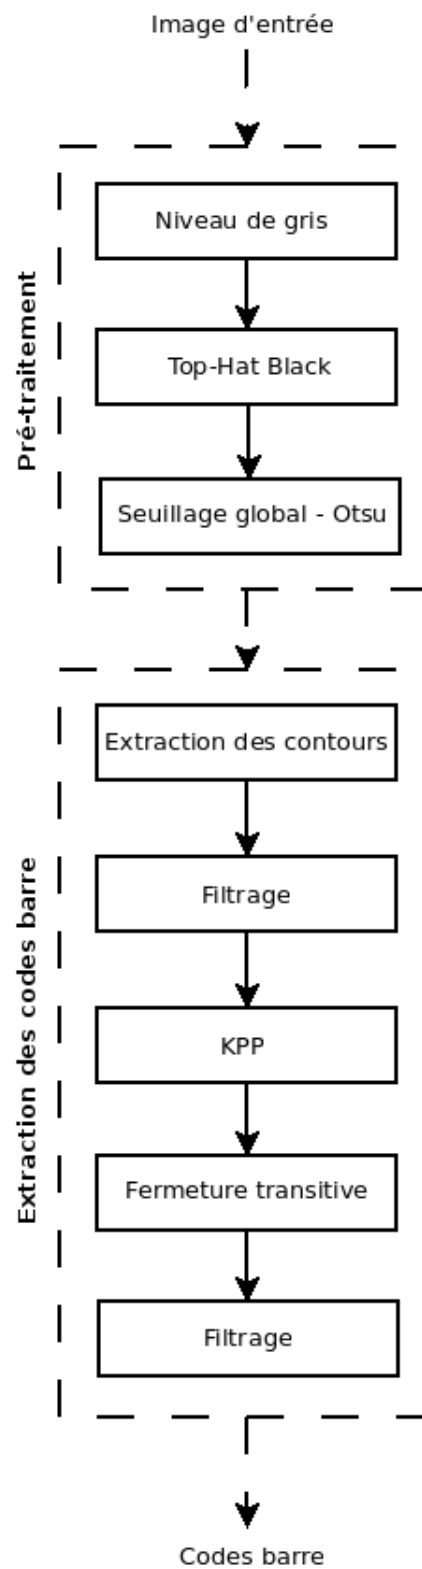 Image d'entrée
Pré-traitement
Niveau de gris
Top-Hat Black
Seuillage global - Otsu
Extraction des codes barre
Extraction des contours
Filtrage
KPP
Fermeture transitive
Filtrage
Codes barre